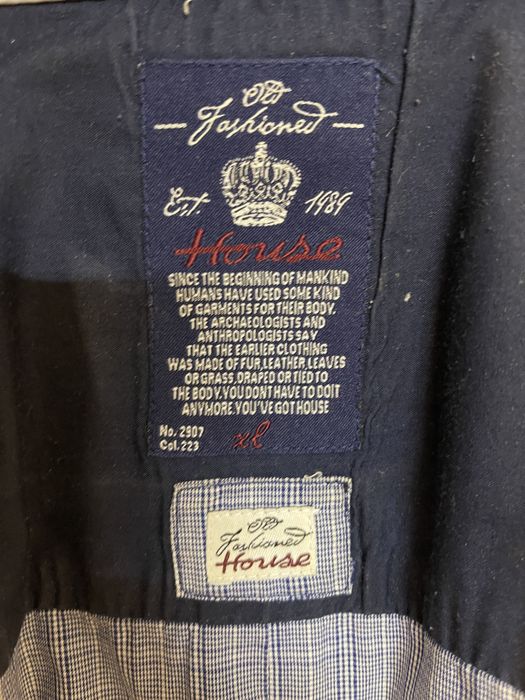 Old
Fashioned
Est. 1989
House
SINCE THE BEGINNING OF MANKIND
HUMANS HAVE USED SOME KIND
OF GARMENTS FOR THEIR BODY.
THE ARCHAEOLOGISTS AND
ANTHROPOLOGISTS SAY
THAT THE EARLIER CLOTHING
WAS MADE OF FUR,LEATHER,LEAVES
OR GRASS, DRAPED OR TIED TO
THE BODY.YOU DONT HAVE TO DOIT
ANYMORE.YOU'VE GOT HOUSE
No. 2907
Col. 223
xl
Old
Fashioned
House